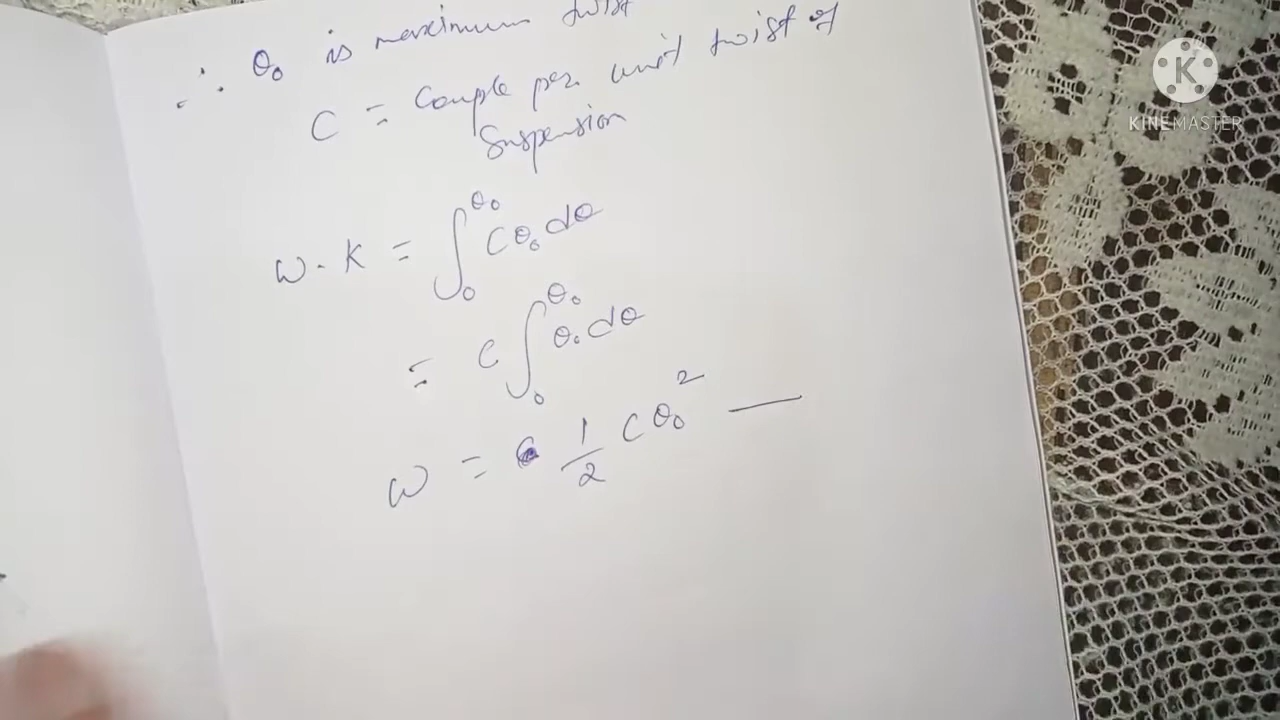 ∴ θ₀ is maximum twist
C = Couple per unit twist of
Suspension
W.K = ∫₀^θ₀ Cθ₀ dθ
= C ∫₀^θ₀ θ₀ dθ
W = 1/2 Cθ₀² —
K
KINEMASTER